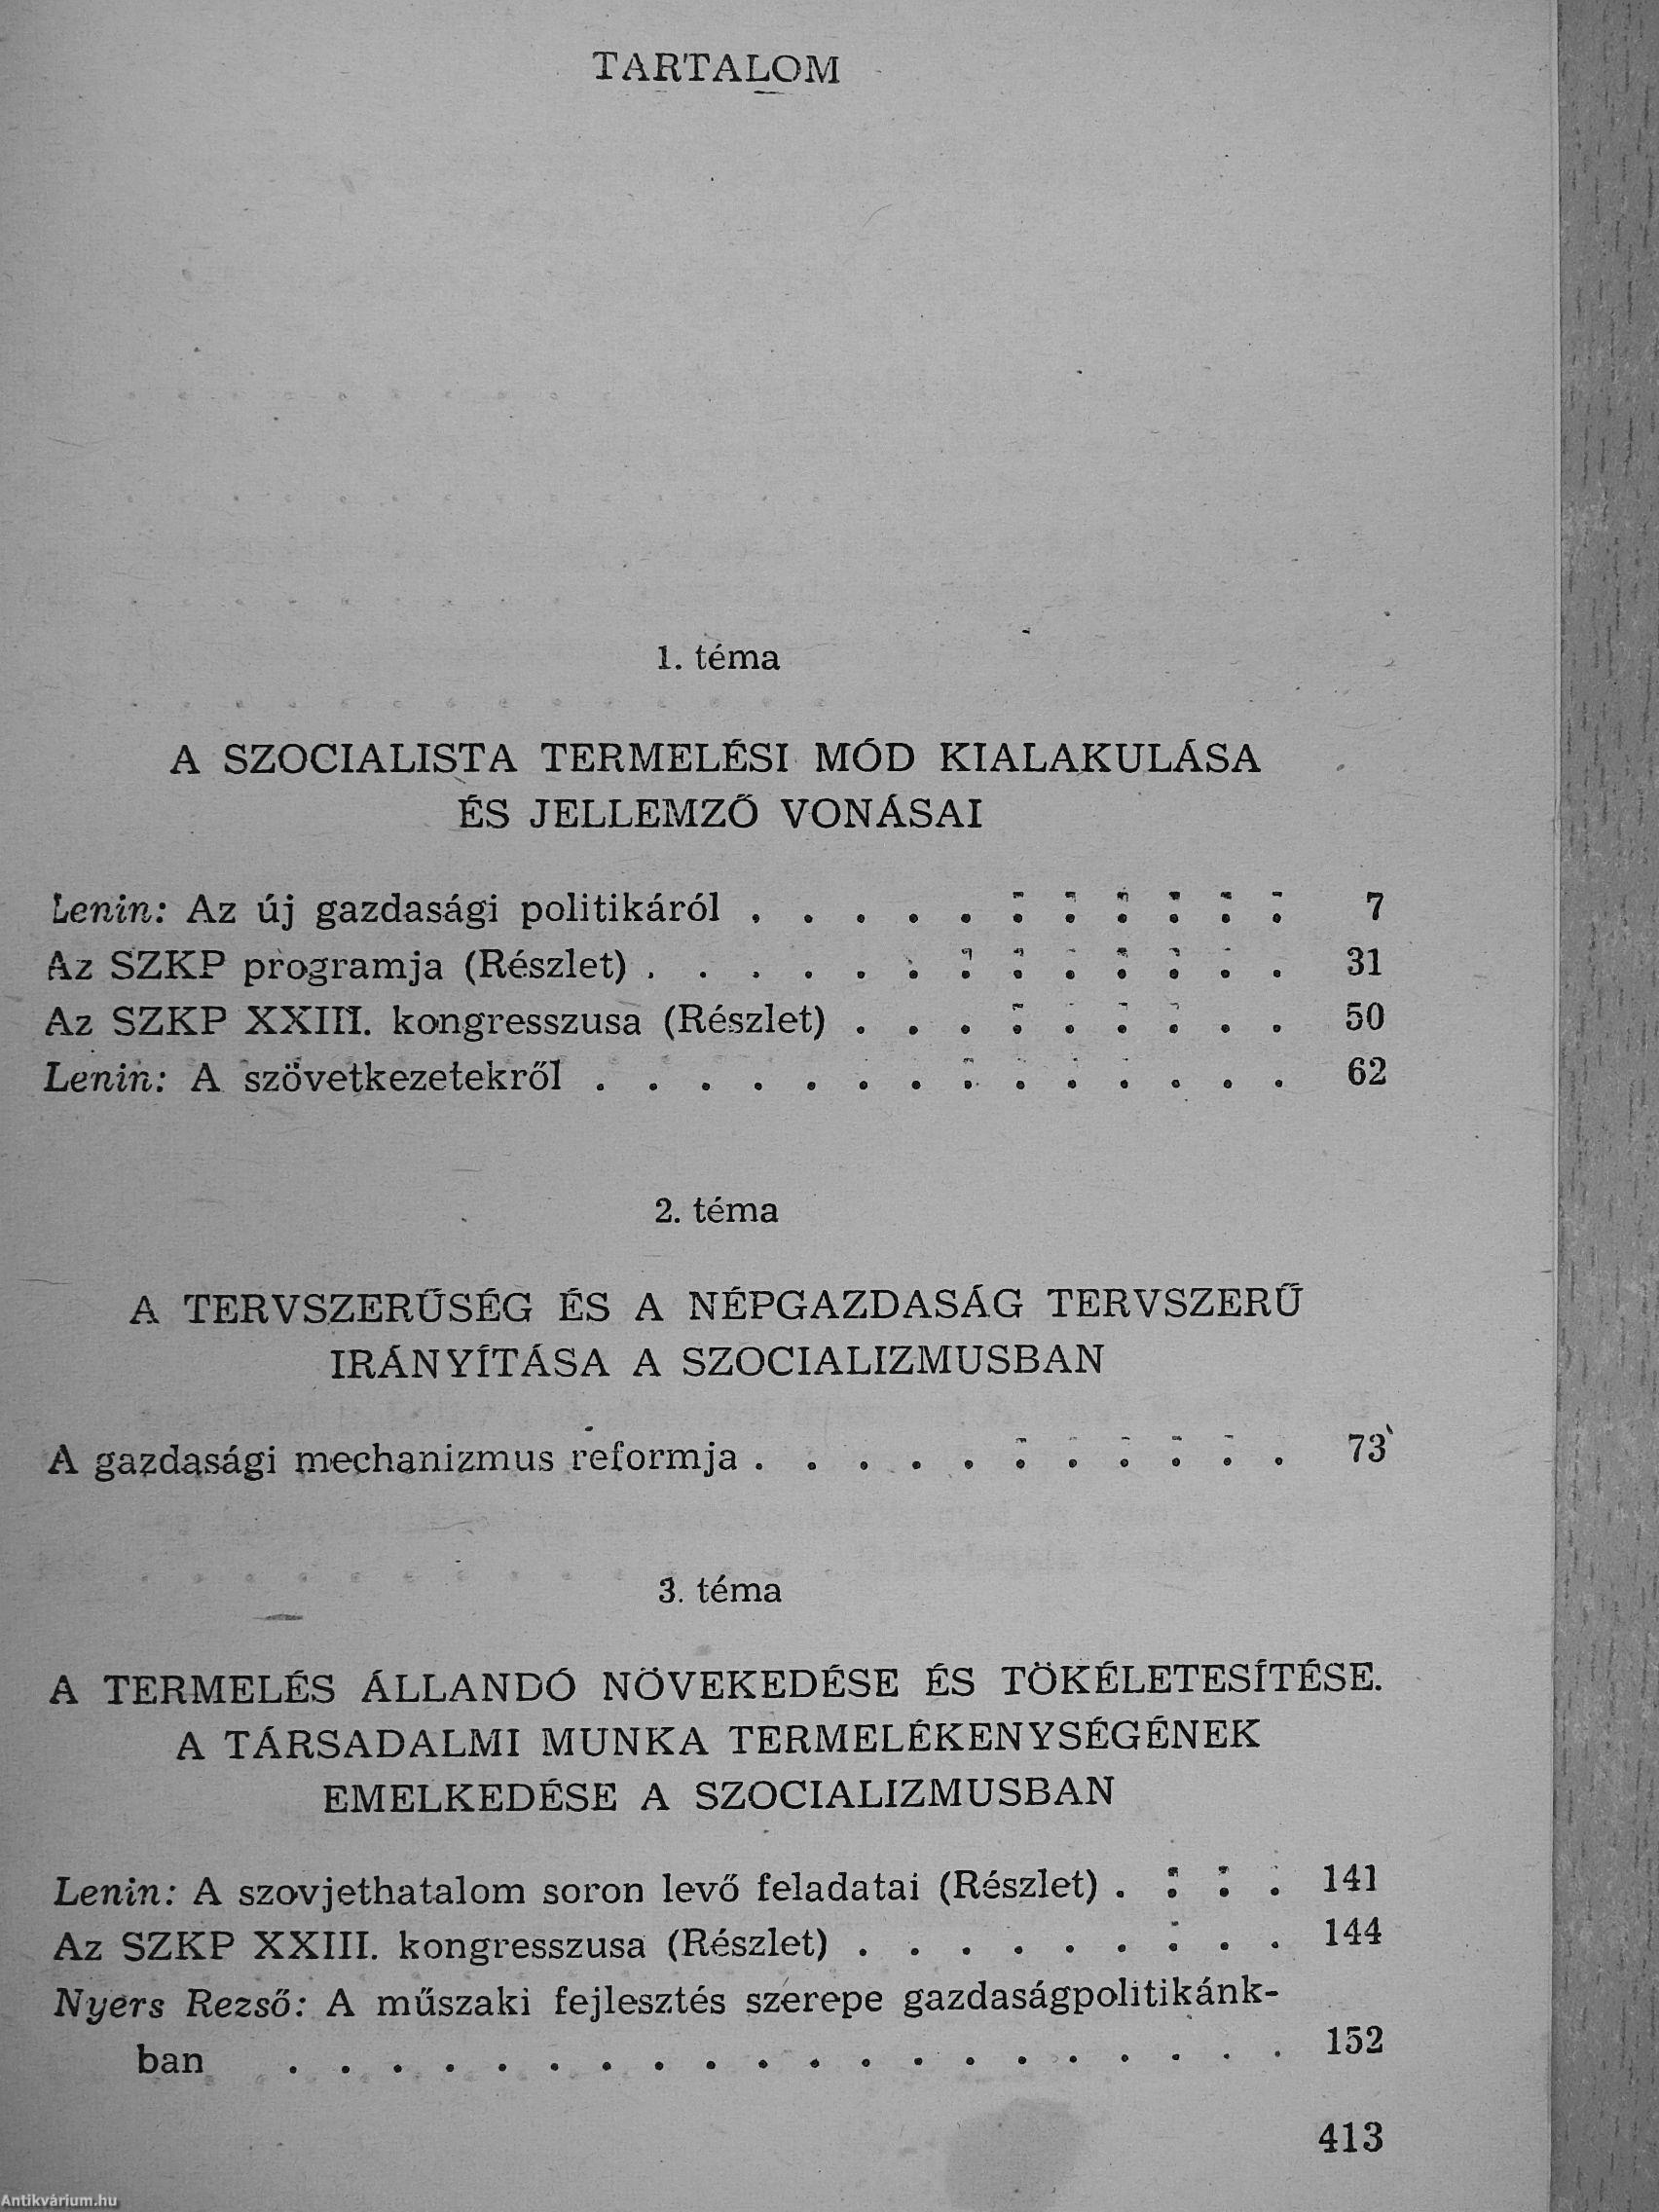 TARTALOM
1. téma
A SZOCIALISTA TERMELÉSI MÓD KIALAKULÁSA
ÉS JELLEMZŐ VONÁSAI
Lenin: Az új gazdasági politikáról . . . . . . . . . . . 7
Az SZKP programja (Részlet) . . . . . . . . . . . . . 31
Az SZKP XXIII. kongresszusa (Részlet) . . . . . . . . . 50
Lenin: A szövetkezetekről . . . . . . . . . . . . . . 62
2. téma
A TERVSZERŰSÉG ÉS A NÉPGAZDASÁG TERVSZERŰ
IRÁNYÍTÁSA A SZOCIALIZMUSBAN
A gazdasági mechanizmus reformja . . . . . . . . . . . 73
3. téma
A TERMELÉS ÁLLANDÓ NÖVEKEDÉSE ÉS TÖKÉLETESÍTÉSE.
A TÁRSADALMI MUNKA TERMELÉKENYSÉGÉNEK
EMELKEDÉSE A SZOCIALIZMUSBAN
Lenin: A szovjethatalom soron levő feladatai (Részlet) . . . . 141
Az SZKP XXIII. kongresszusa (Részlet) . . . . . . . . . 144
Nyers Rezső: A műszaki fejlesztés szerepe gazdaságpolitikánk-
ban . . . . . . . . . . . . . . . . . . . . 152
413
Antikvárium.hu